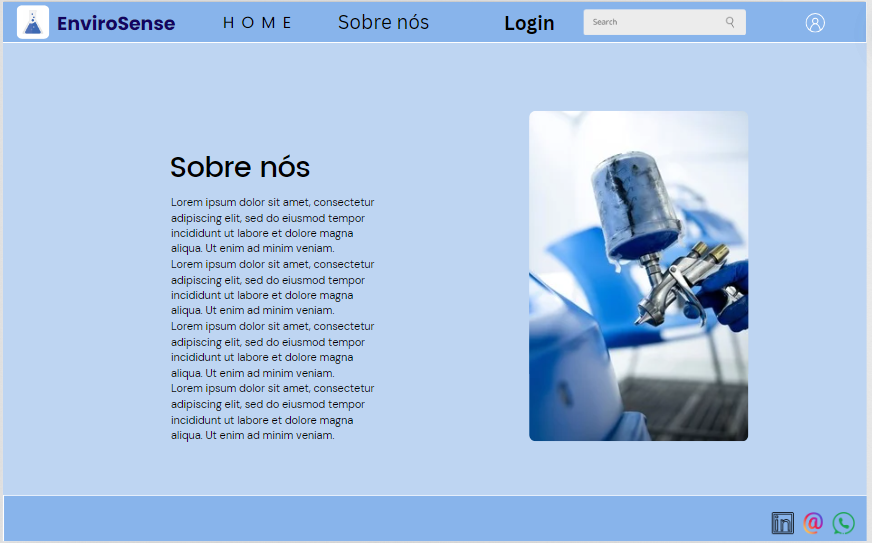 EnviroSense
HOME
Sobre nós
Login
Search
Sobre nós
Lorem ipsum dolor sit amet, consectetur
adipiscing elit, sed do eiusmod tempor
incididunt ut labore et dolore magna
aliqua. Ut enim ad minim veniam.
Lorem ipsum dolor sit amet, consectetur
adipiscing elit, sed do eiusmod tempor
incididunt ut labore et dolore magna
aliqua. Ut enim ad minim veniam.
Lorem ipsum dolor sit amet, consectetur
adipiscing elit, sed do eiusmod tempor
incididunt ut labore et dolore magna
aliqua. Ut enim ad minim veniam.
Lorem ipsum dolor sit amet, consectetur
adipiscing elit, sed do eiusmod tempor
incididunt ut labore et dolore magna
aliqua. Ut enim ad minim veniam.
in
@